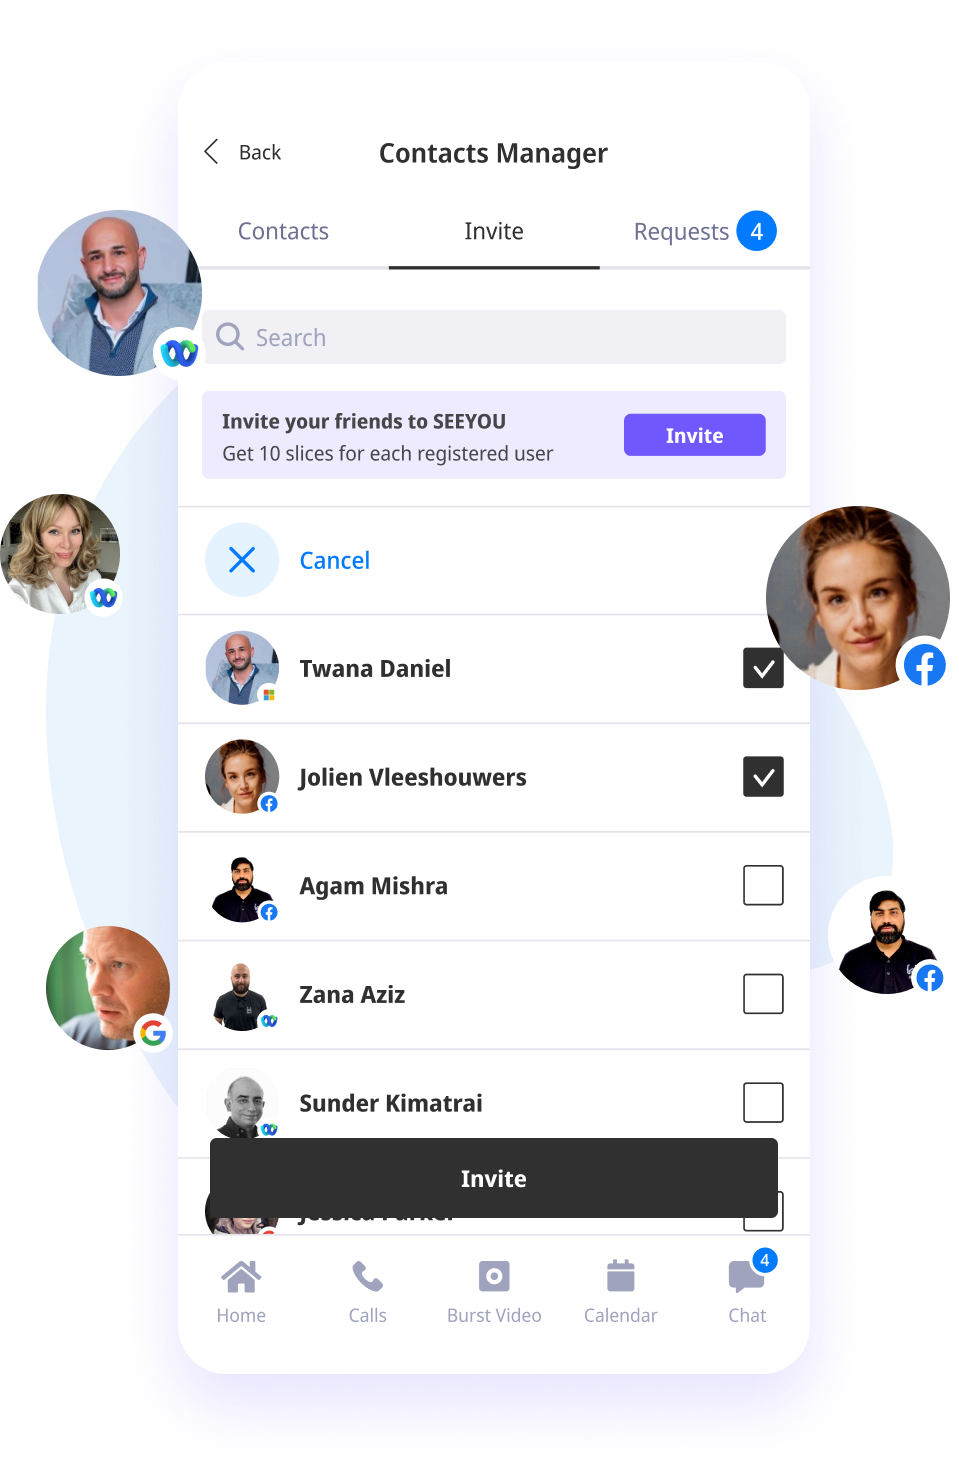 Back
Contacts Manager
Contacts
Invite
Requests 4
Search
Invite your friends to SEEYOU
Get 10 slices for each registered user
Invite
Cancel
Twana Daniel
Jolien Vleeshouwers
Agam Mishra
Zana Aziz
Sunder Kimatrai
Invite
4
Home
Calls
Burst Video
Calendar
Chat